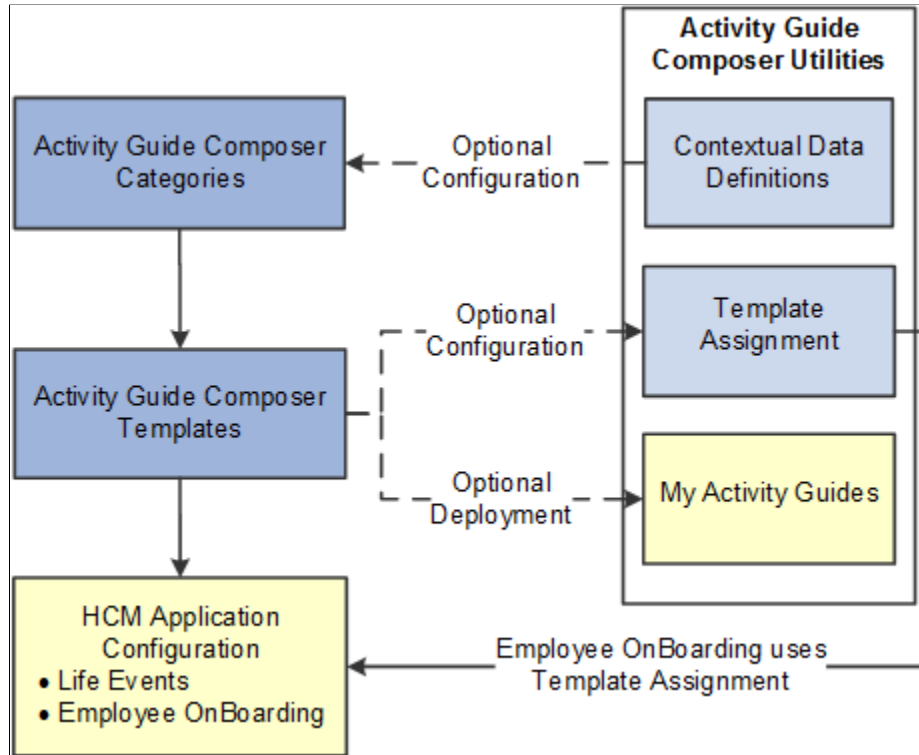 Activity Guide
Composer Utilities
Activity Guide Composer
Categories
Optional
Configuration
Contextual Data
Definitions
Optional
Configuration
Template
Assignment
Activity Guide Composer
Templates
Optional
Deployment
My Activity Guides
HCM Application
Configuration
• Life Events
• Employee OnBoarding
Employee OnBoarding uses
Template Assignment